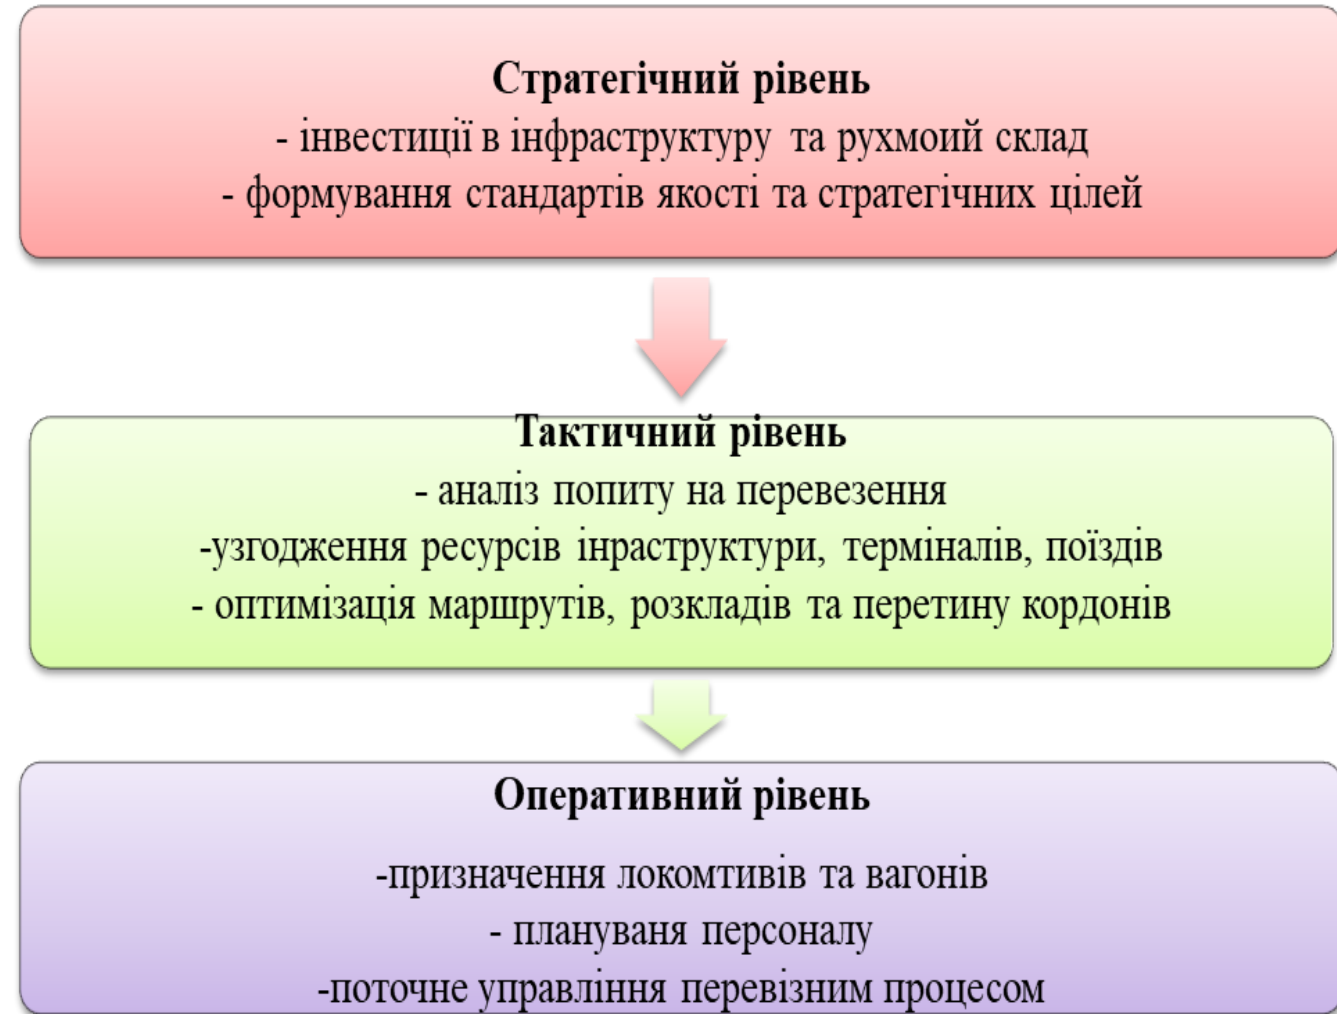 Стратегічний рівень
- інвестиції в інфраструктуру та рухмоий склад
- формування стандартів якості та стратегічних цілей
Тактичний рівень
- аналіз попиту на перевезення
-узгодження ресурсів інраструктури, терміналів, поїздів
- оптимізація маршрутів, розкладів та перетину кордонів
Оперативний рівень
-призначення локомтивів та вагонів
- плануваня персоналу
-поточне управління перевізним процесом